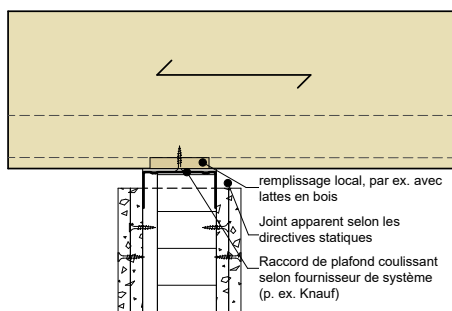 remplissage local, par ex. avec
lattes en bois
Joint apparent selon les
directives statiques
Raccord de plafond coulissant
selon fournisseur de système
(p. ex. Knauf)